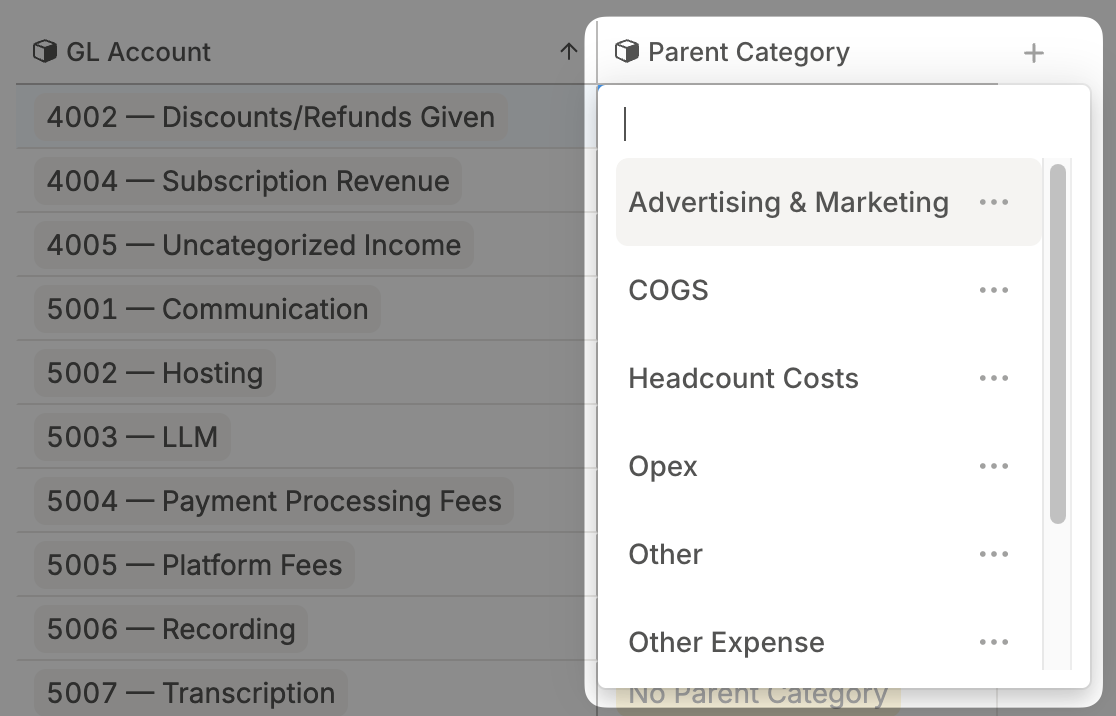 GL Account
Parent Category
4002 — Discounts/Refunds Given
4004 — Subscription Revenue
4005 — Uncategorized Income
5001 — Communication
5002 — Hosting
5003 — LLM
5004 — Payment Processing Fees
5005 — Platform Fees
5006 — Recording
5007 — Transcription
Advertising & Marketing
COGS
Headcount Costs
Opex
Other
Other Expense
No Parent Category